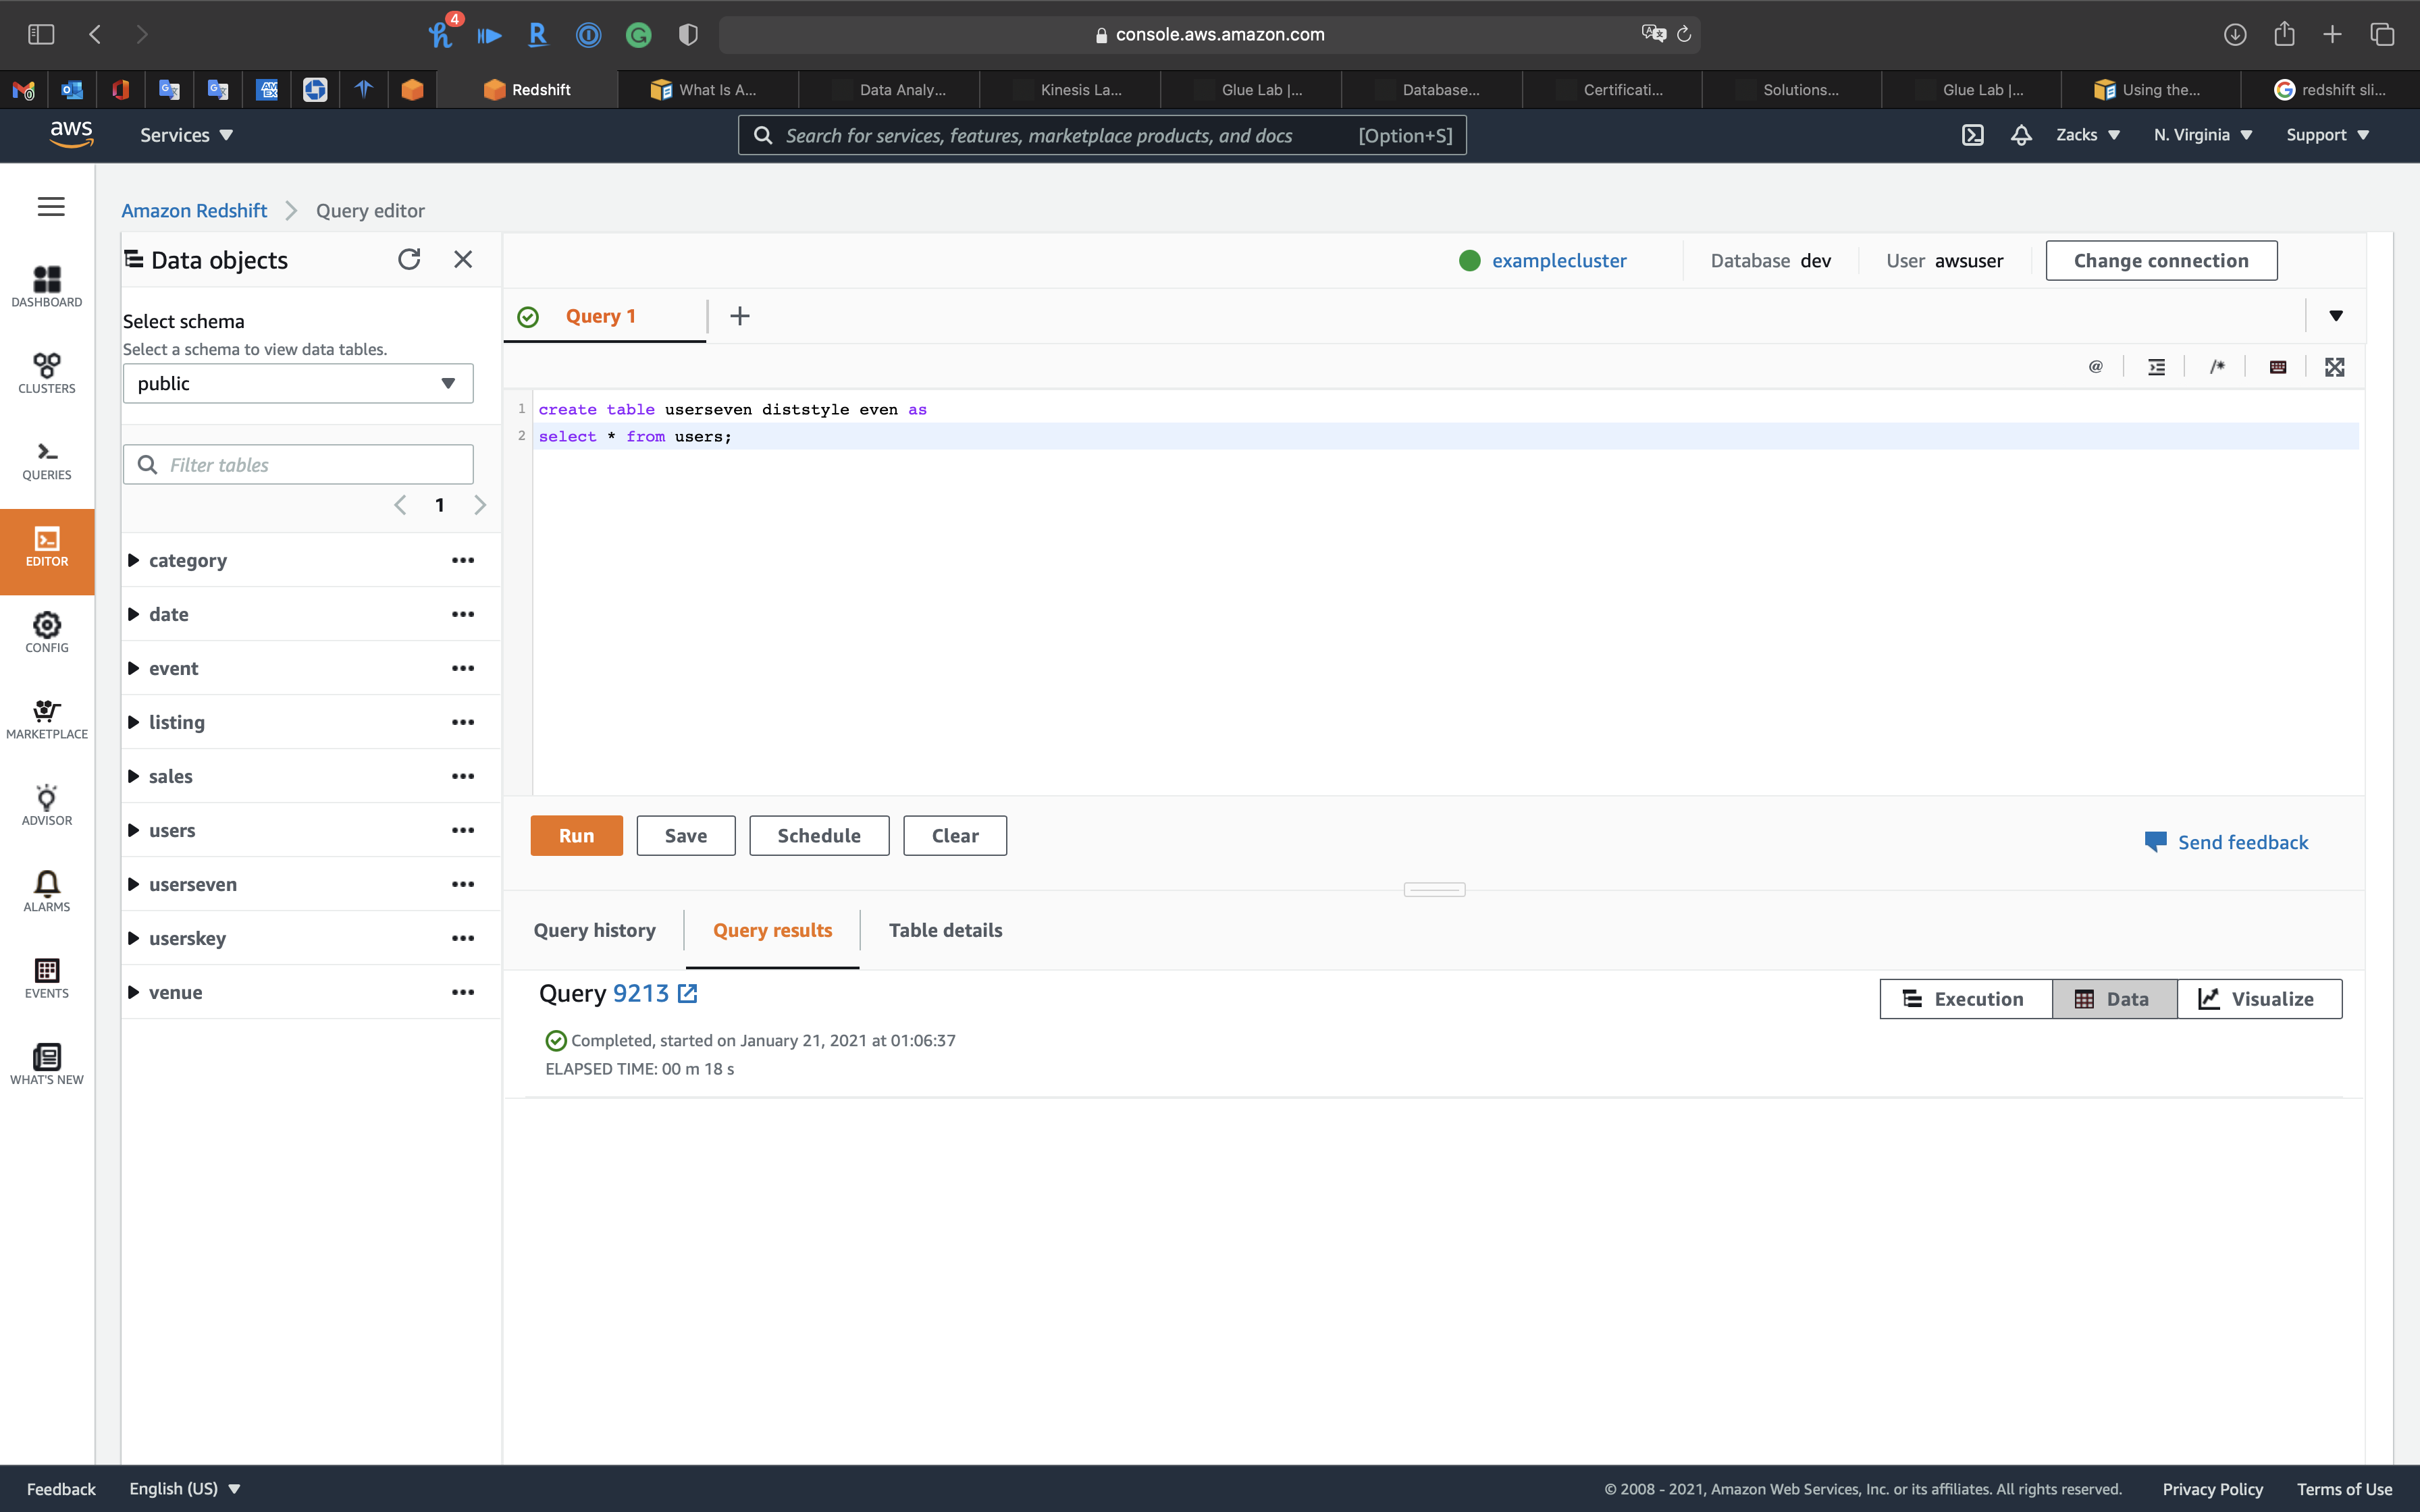 4
console.aws.amazon.com
Redshift
What Is A...
Data Analy...
Kinesis La...
Glue Lab |...
Database...
Certificati...
Solutions...
Glue Lab |...
Using the...
redshift sli...
aws
Services
Search for services, features, marketplace products, and docs [Option+S]
Zacks
N. Virginia
Support
Amazon Redshift
Query editor
DASHBOARD
CLUSTERS
QUERIES
EDITOR
CONFIG
MARKETPLACE
ADVISOR
ALARMS
EVENTS
WHAT'S NEW
Data objects
Select schema
Select a schema to view data tables.
public
Filter tables
1
category
date
event
listing
sales
users
userseven
userskey
venue
examplecluster
Database dev
User awsuser
Change connection
Query 1
@
/*
1 create table userseven diststyle even as
2 select * from users;
Run
Save
Schedule
Clear
Send feedback
Query history
Query results
Table details
Query 9213
Execution
Data
Visualize
Completed, started on January 21, 2021 at 01:06:37
ELAPSED TIME: 00 m 18 s
Feedback
English (US)
© 2008 - 2021, Amazon Web Services, Inc. or its affiliates. All rights reserved.
Privacy Policy
Terms of Use